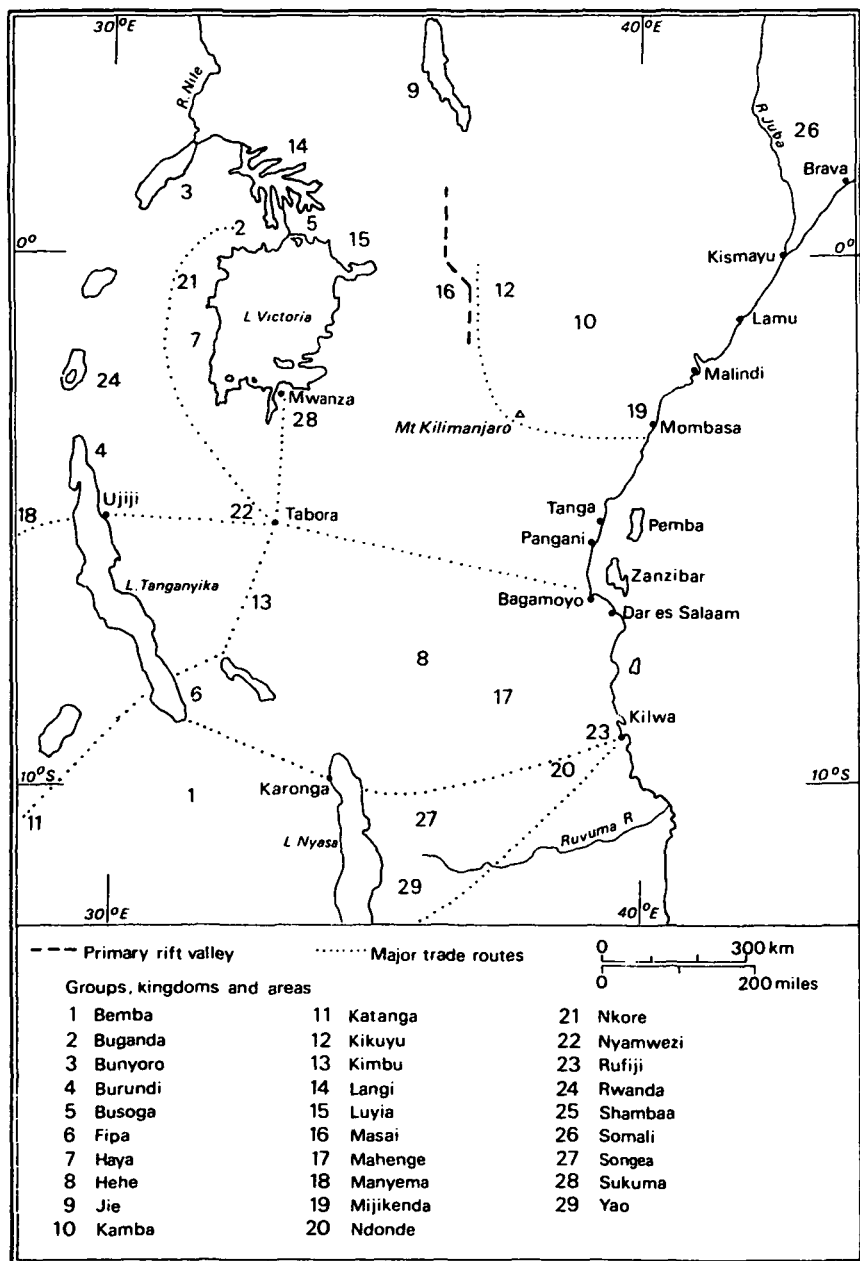 30°E 40°E
R. Nile
9
R Juba
26
14
Brava
3
2 5
15
0° Kismayu 0°
21
16 12
L Victoria 10
7 Lamu
24 Malindi
Mwanza
28 Mt Kilimanjaro 19 Mombasa
4
Ujiji Tanga
18 22 Tabora Pemba
Pangani
L. Tanganyika Zanzibar
13 Bagamoyo
Dar es Salaam
8
6 17
Kilwa
23
20
10°S Karonga 10°S
1
11 27
L Nyasa Ruvuma R
29
30°E 40°E
Primary rift valley Major trade routes 0 300 km
0 200 miles
Groups, kingdoms and areas
1 Bemba 11 Katanga 21 Nkore
2 Buganda 12 Kikuyu 22 Nyamwezi
3 Bunyoro 13 Kimbu 23 Rufiji
4 Burundi 14 Langi 24 Rwanda
5 Busoga 15 Luyia 25 Shambaa
6 Fipa 16 Masai 26 Somali
7 Haya 17 Mahenge 27 Songea
8 Hehe 18 Manyema 28 Sukuma
9 Jie 19 Mijikenda 29 Yao
10 Kamba 20 Ndonde